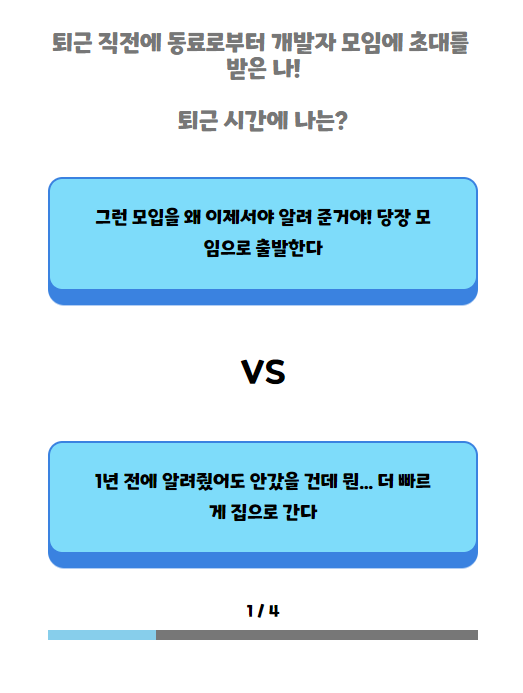 퇴근 직전에 동료로부터 개발자 모임에 초대를
받은 나!
퇴근 시간에 나는?
그런 모입을 왜 이제서야 알려 준거야! 당장 모
임으로 출발한다
VS
1년 전에 알려줬어도 안갔을 건데 뭔... 더 빠르
게 집으로 간다
1 / 4